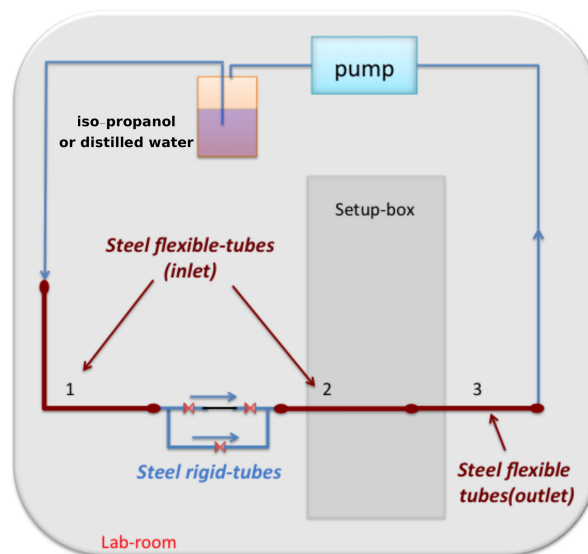 pump
iso-propanol
or distilled water
Setup-box
Steel flexible-tubes
(inlet)
1
2
3
Steel rigid-tubes
Steel flexible
tubes(outlet)
Lab-room